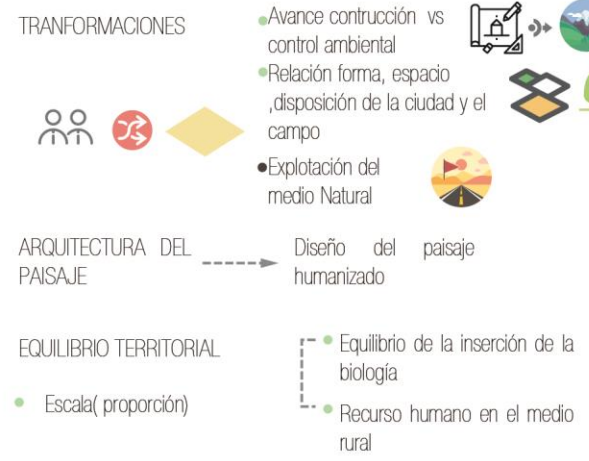 TRANFORMACIONES
Avance contrucción vs
control ambiental
Relación forma, espacio
,disposición de la ciudad y el
campo
Explotación del
medio Natural
ARQUITECTURA DEL
PAISAJE
Diseño del paisaje
humanizado
EQUILIBRIO TERRITORIAL
Escala( proporción)
Equilibrio de la inserción de la
biología
Recurso humano en el medio
rural